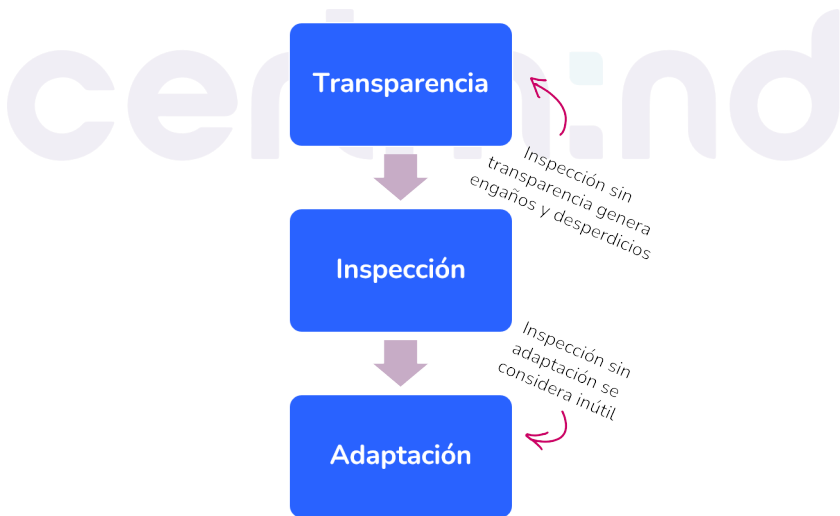 Transparencia
Inspección sin
transparencia genera
engaños y desperdicios
Inspección
Inspección sin
adaptación se
considera inútil
Adaptación